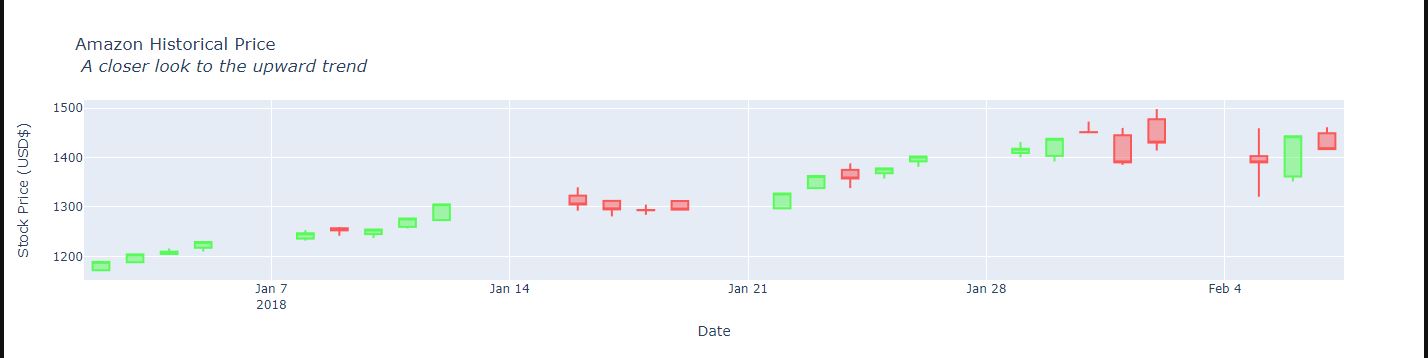 Amazon Historical Price
A closer look to the upward trend
1500
1400
1300
1200
Stock Price (USD$)
Jan 7
2018
Jan 14
Jan 21
Jan 28
Feb 4
Date